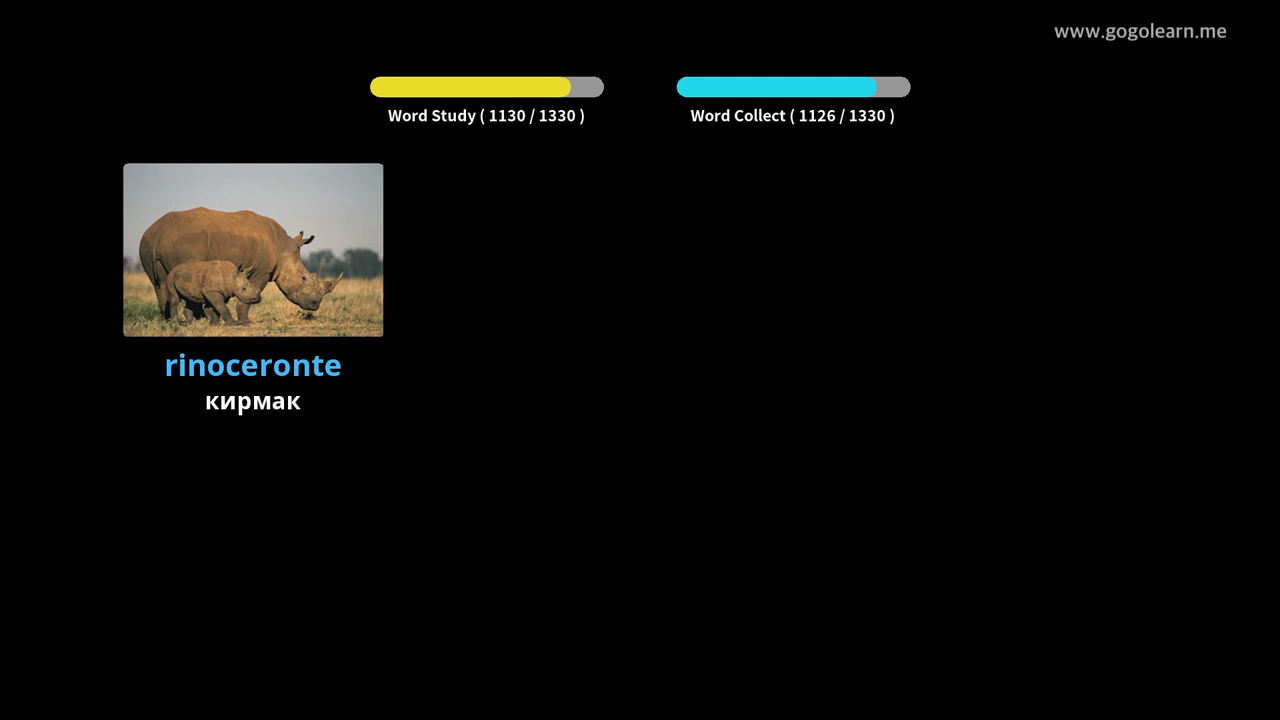 www.gogolearn.me
Word Study ( 1130 / 1330 )
Word Collect ( 1126 / 1330 )
rinoceronte
кирмак